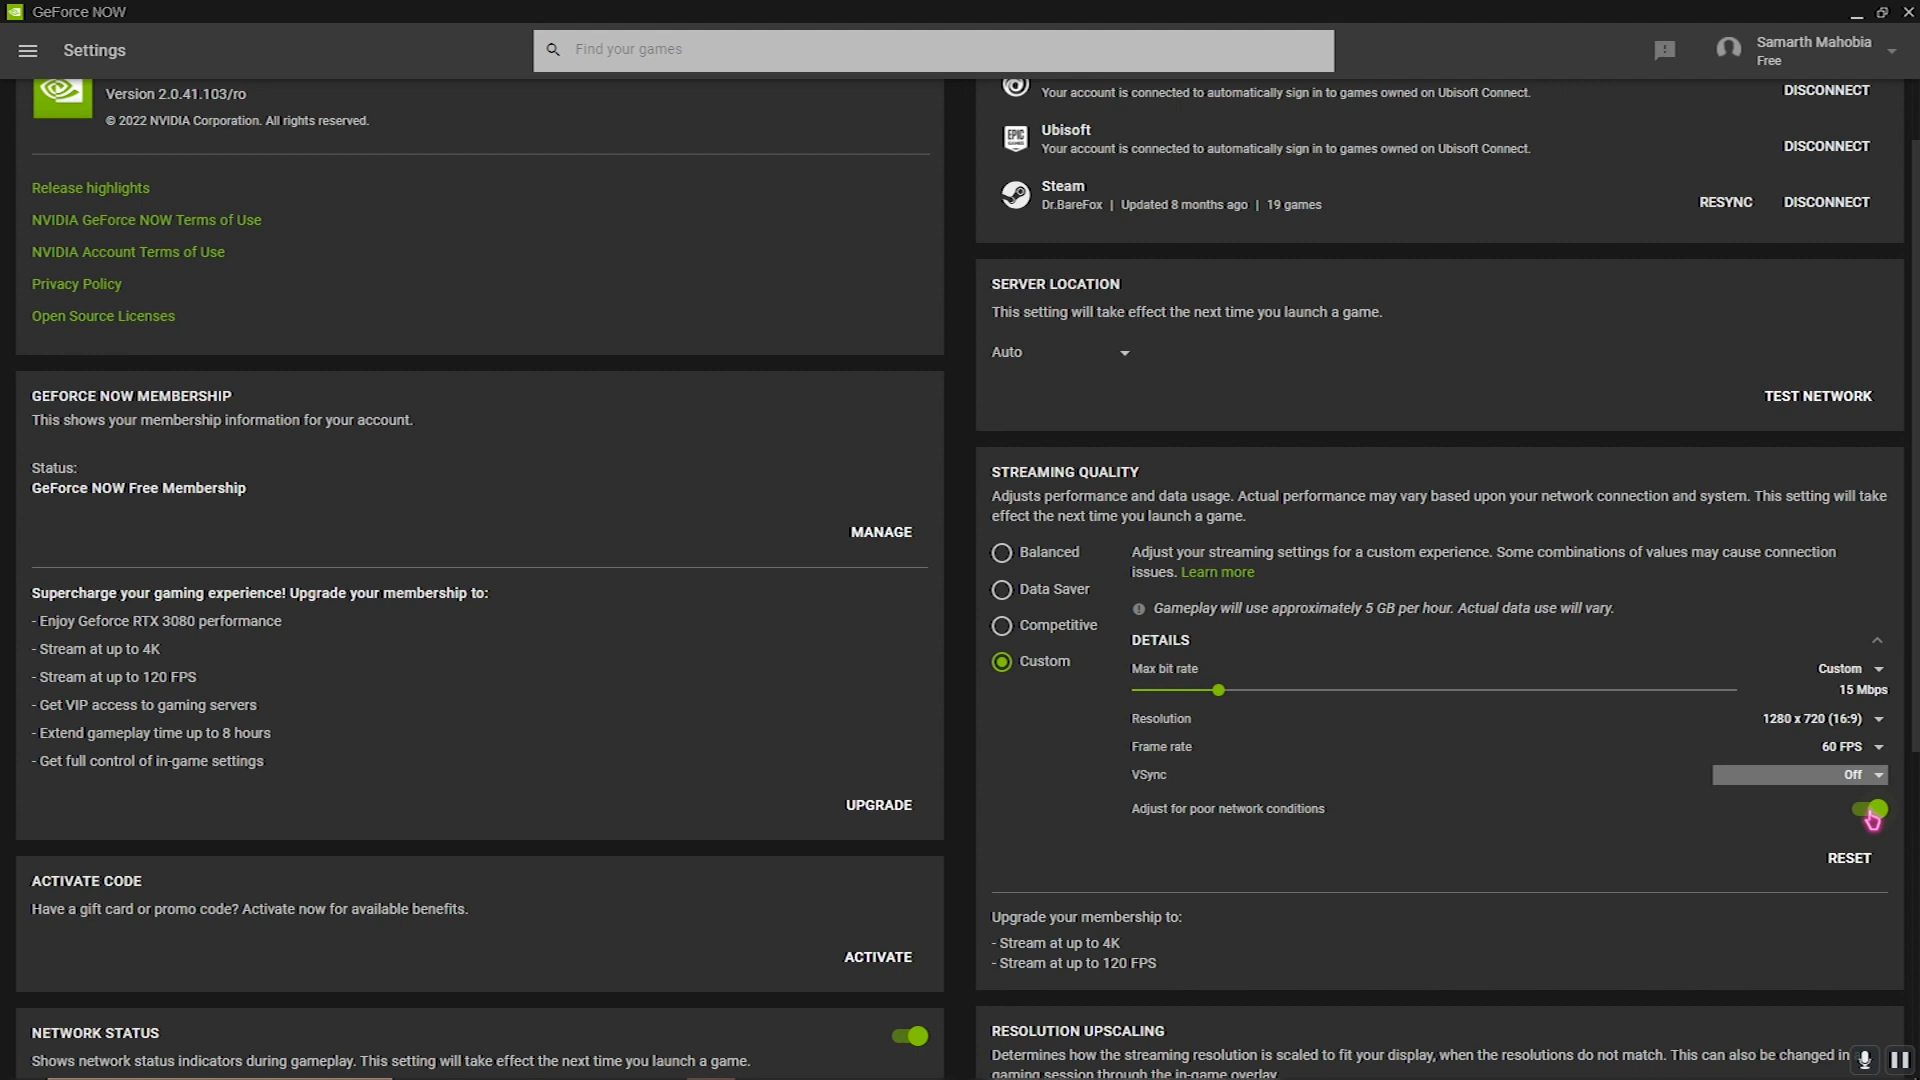 GeForce NOW
Settings
Find your games
Samarth Mahobia
Free
Version 2.0.41.103/ro
© 2022 NVIDIA Corporation. All rights reserved.
Release highlights
NVIDIA GeForce NOW Terms of Use
NVIDIA Account Terms of Use
Privacy Policy
Open Source Licenses
GEFORCE NOW MEMBERSHIP
This shows your membership information for your account.
Status:
GeForce NOW Free Membership
MANAGE
Supercharge your gaming experience! Upgrade your membership to:
- Enjoy Geforce RTX 3080 performance
- Stream at up to 4K
- Stream at up to 120 FPS
- Get VIP access to gaming servers
- Extend gameplay time up to 8 hours
- Get full control of in-game settings
UPGRADE
ACTIVATE CODE
Have a gift card or promo code? Activate now for available benefits.
ACTIVATE
NETWORK STATUS
Shows network status indicators during gameplay. This setting will take effect the next time you launch a game.
Your account is connected to automatically sign in to games owned on Ubisoft Connect.
DISCONNECT
EPIC
GAMES
Ubisoft
Your account is connected to automatically sign in to games owned on Ubisoft Connect.
DISCONNECT
Steam
Dr.BareFox | Updated 8 months ago | 19 games
RESYNC
DISCONNECT
SERVER LOCATION
This setting will take effect the next time you launch a game.
Auto
TEST NETWORK
STREAMING QUALITY
Adjusts performance and data usage. Actual performance may vary based upon your network connection and system. This setting will take
effect the next time you launch a game.
Balanced
Data Saver
Competitive
Custom
Adjust your streaming settings for a custom experience. Some combinations of values may cause connection
issues. Learn more
Gameplay will use approximately 5 GB per hour. Actual data use will vary.
DETAILS
Max bit rate
Custom
15 Mbps
Resolution
1280 x 720 (16:9)
Frame rate
60 FPS
VSync
Off
Adjust for poor network conditions
RESET
Upgrade your membership to:
- Stream at up to 4K
- Stream at up to 120 FPS
RESOLUTION UPSCALING
Determines how the streaming resolution is scaled to fit your display, when the resolutions do not match. This can also be changed in
gaming session through the in-game overlay.